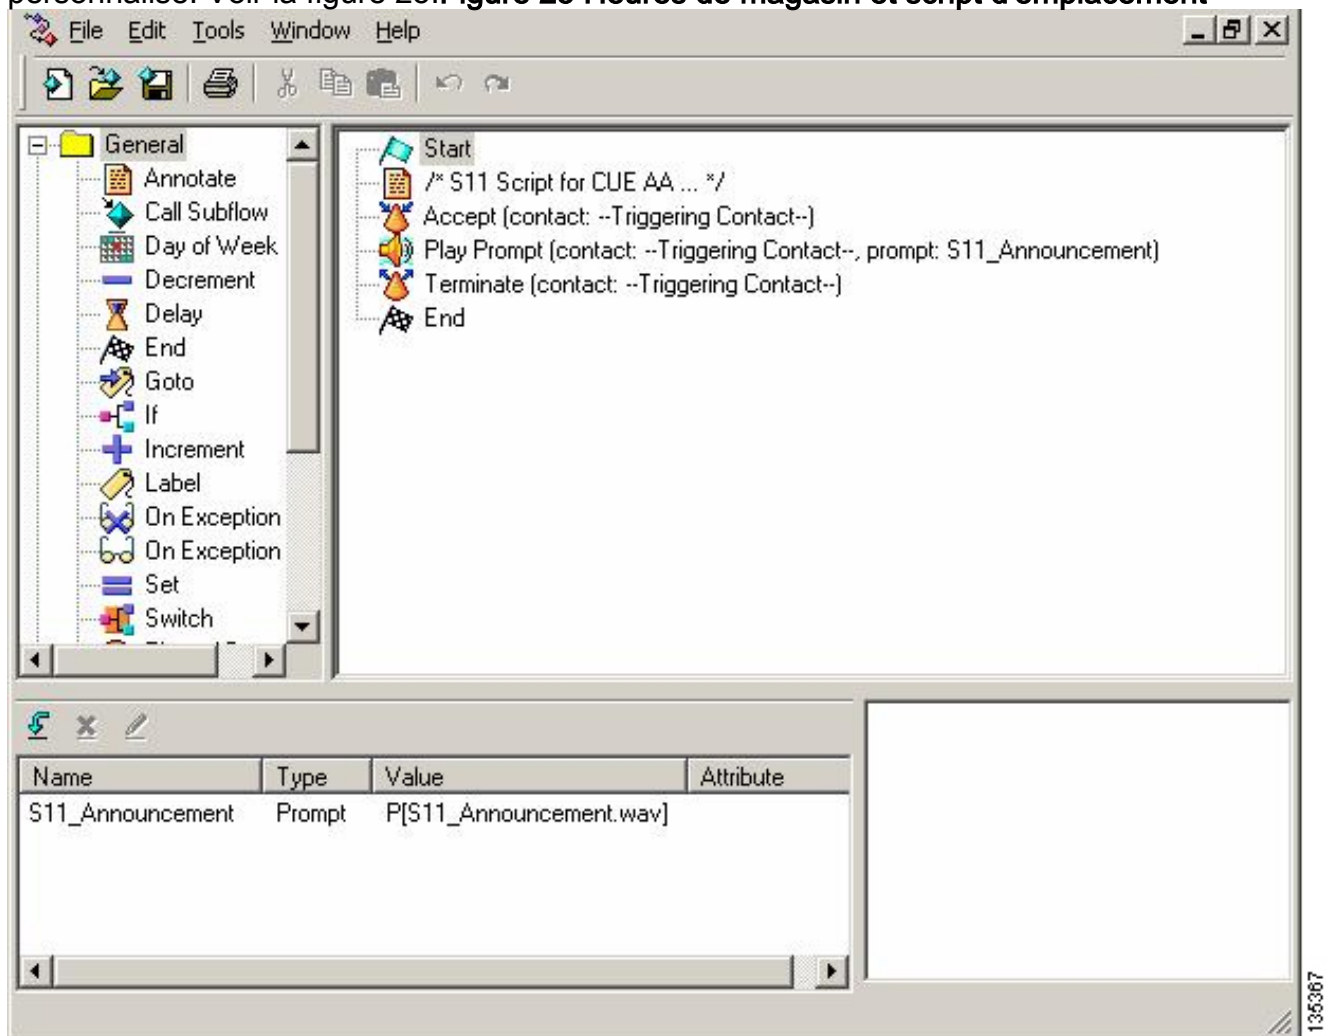 File Edit Tools Window Help
General
Annotate
Call Subflow
Day of Week
Decrement
Delay
End
Goto
If
Increment
Label
On Exception
On Exception
Set
Switch
Start
/* S11 Script for CUE AA ... */
Accept (contact: --Triggering Contact--)
Play Prompt (contact: --Triggering Contact--, prompt: S11_Announcement)
Terminate (contact: --Triggering Contact--)
End
Name Type Value Attribute
S11_Announcement Prompt P[S11_Announcement.wav]
135367